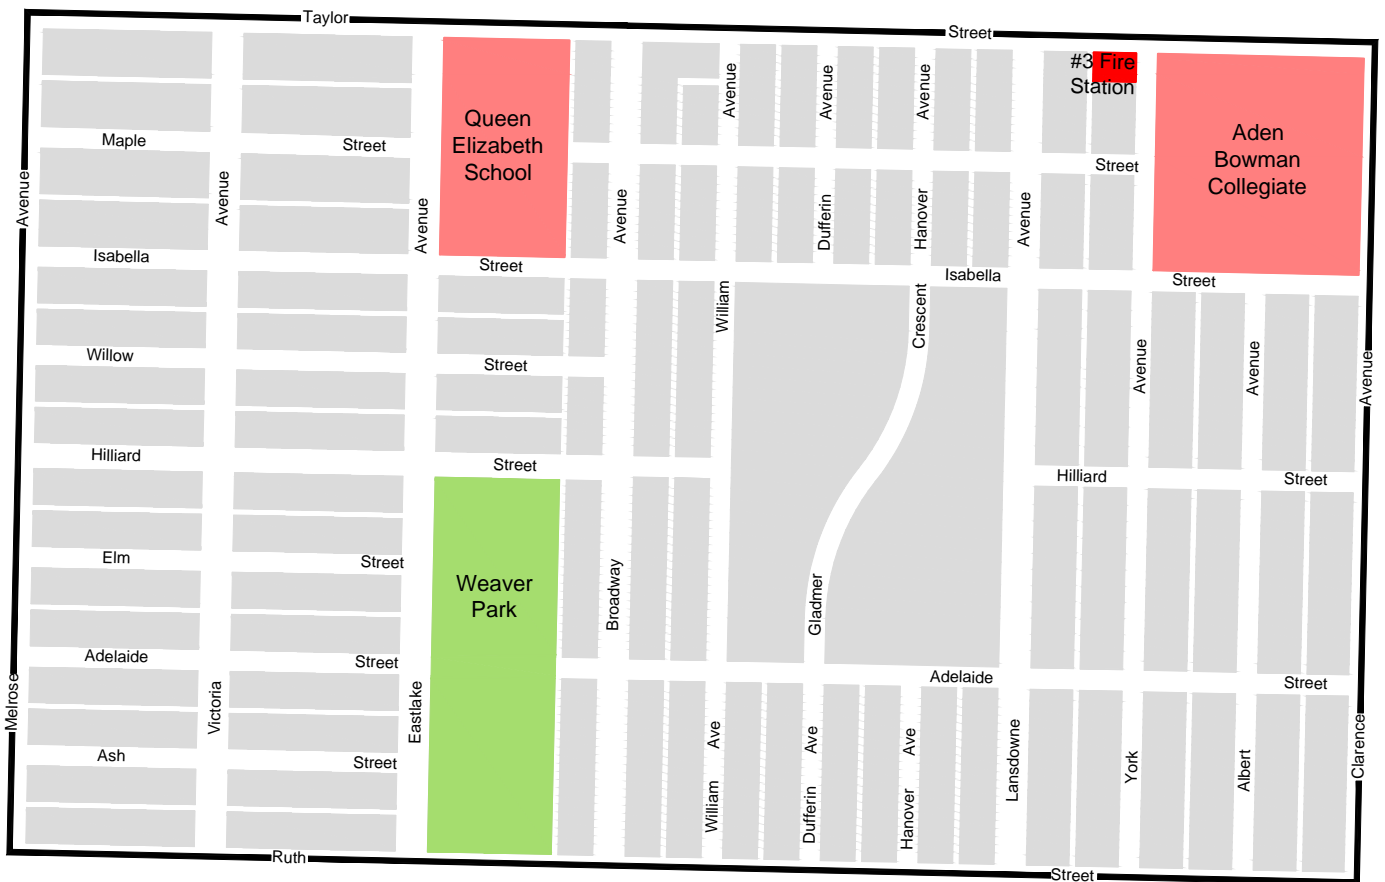 Taylor
Street
#3 Fire
Station
Queen
Elizabeth
School
Aden
Bowman
Collegiate
Avenue
Avenue
Avenue
Maple
Street
Street
Avenue
Avenue
Avenue
Avenue
Dufferin
Hanover
Avenue
Isabella
Street
Isabella
Street
William
Crescent
Willow
Street
Avenue
Avenue
Avenue
Hilliard
Street
Hilliard
Street
Elm
Street
Weaver
Park
Broadway
Gladmer
Adelaide
Street
Adelaide
Street
Melrose
Victoria
Eastlake
William Ave
Dufferin Ave
Hanover Ave
Lansdowne
York
Albert
Clarence
Ash
Street
Ruth
Street